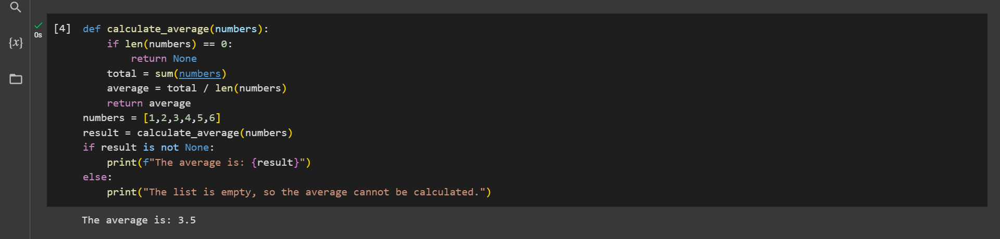 {x}
0s
[4] def calculate_average(numbers):
    if len(numbers) == 0:
        return None
    total = sum(numbers)
    average = total / len(numbers)
    return average
numbers = [1,2,3,4,5,6]
result = calculate_average(numbers)
if result is not None:
    print(f"The average is: {result}")
else:
    print("The list is empty, so the average cannot be calculated.")
The average is: 3.5